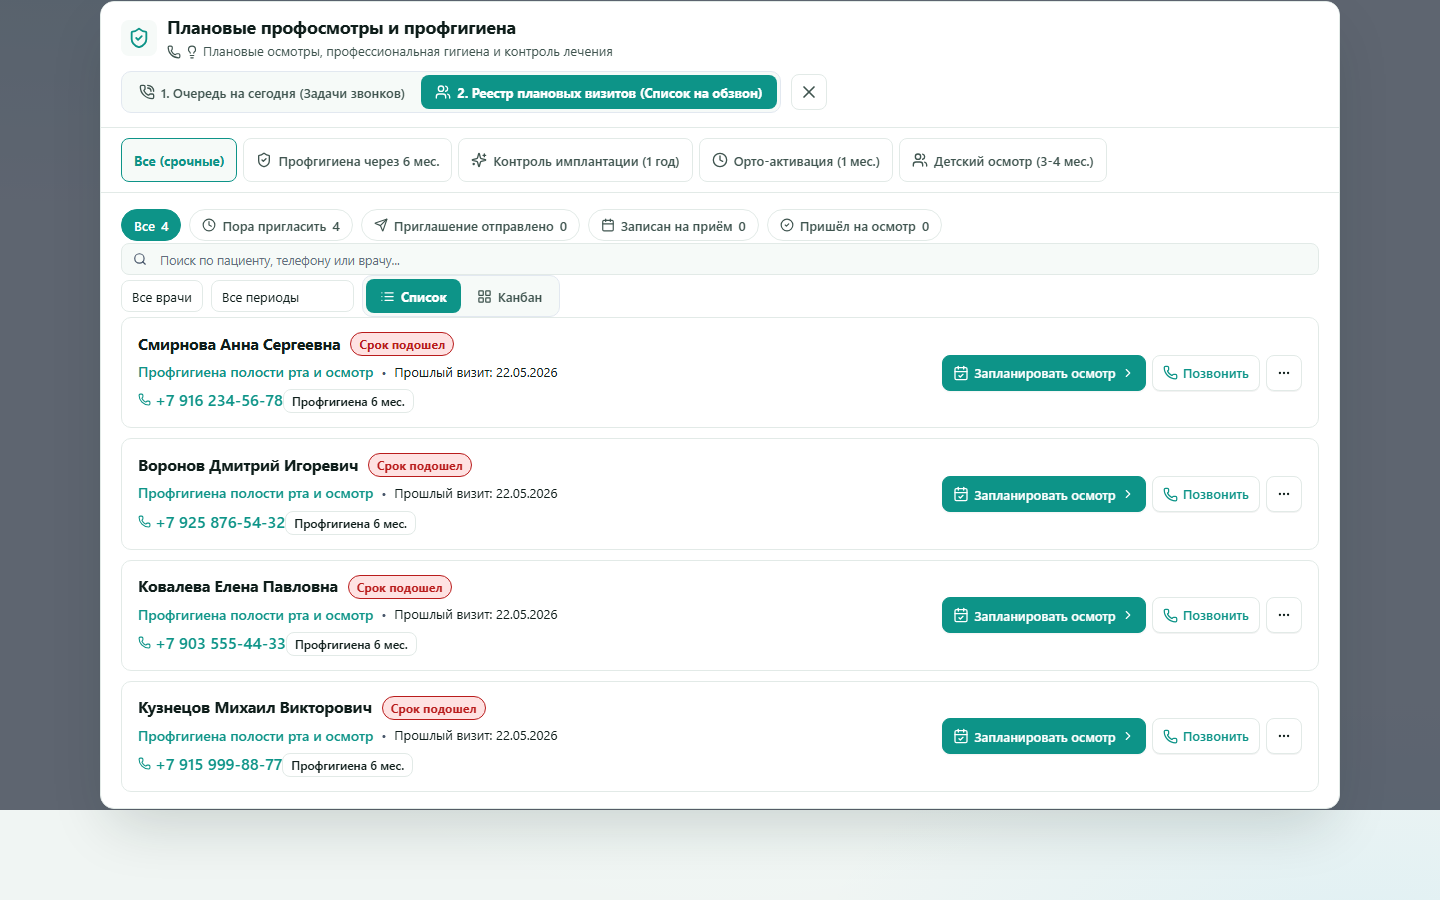 Плановые профосмотры и профгигиена
Плановые осмотры, профессиональная гигиена и контроль лечения
1. Очередь на сегодня (Задачи звонков)
2. Реестр плановых визитов (Список на обзвон)
Все (срочные)
Профгигиена через 6 мес.
Контроль имплантации (1 год)
Орто-активация (1 мес.)
Детский осмотр (3-4 мес.)
Все 4
Пора пригласить 4
Приглашение отправлено 0
Записан на приём 0
Пришёл на осмотр 0
Поиск по пациенту, телефону или врачу...
Все врачи
Все периоды
Список
Канбан
Смирнова Анна Сергеевна Срок подошел
Профгигиена полости рта и осмотр • Прошлый визит: 22.05.2026
+7 916 234-56-78 Профгигиена 6 мес.
Запланировать осмотр
Позвонить
...
Воронов Дмитрий Игоревич Срок подошел
Профгигиена полости рта и осмотр • Прошлый визит: 22.05.2026
+7 925 876-54-32 Профгигиена 6 мес.
Запланировать осмотр
Позвонить
...
Ковалева Елена Павловна Срок подошел
Профгигиена полости рта и осмотр • Прошлый визит: 22.05.2026
+7 903 555-44-33 Профгигиена 6 мес.
Запланировать осмотр
Позвонить
...
Кузнецов Михаил Викторович Срок подошел
Профгигиена полости рта и осмотр • Прошлый визит: 22.05.2026
+7 915 999-88-77 Профгигиена 6 мес.
Запланировать осмотр
Позвонить
...